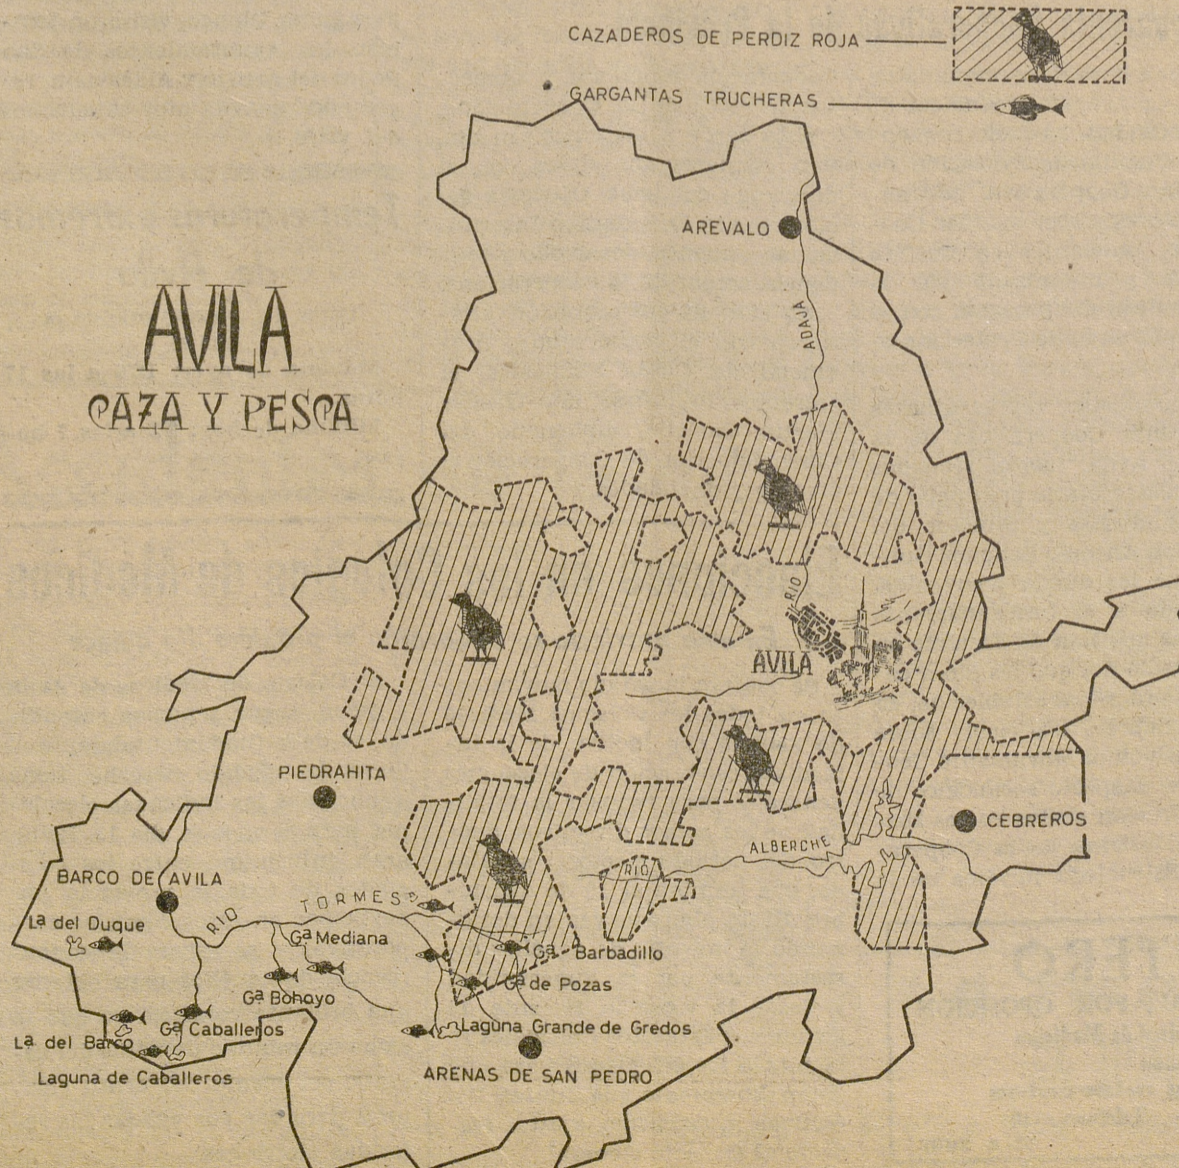 CAZADEROS DE PERDIZ ROJA
GARGANTAS TRUCHERAS
AREVALO
ADAJA
AVILA
CAZA Y PESCA
RIO
AVILA
PIEDRAHITA
CEBREROS
ALBERCHE
RIO
BARCO DE AVILA
TORMES
RIO
Lª del Duque
Gª Mediana
Gª Barbadillo
Gª de Pozas
Gª Bohoyo
Gª Caballeros
Laguna Grande de Gredos
Lª del Barco
Laguna de Caballeros
ARENAS DE SAN PEDRO